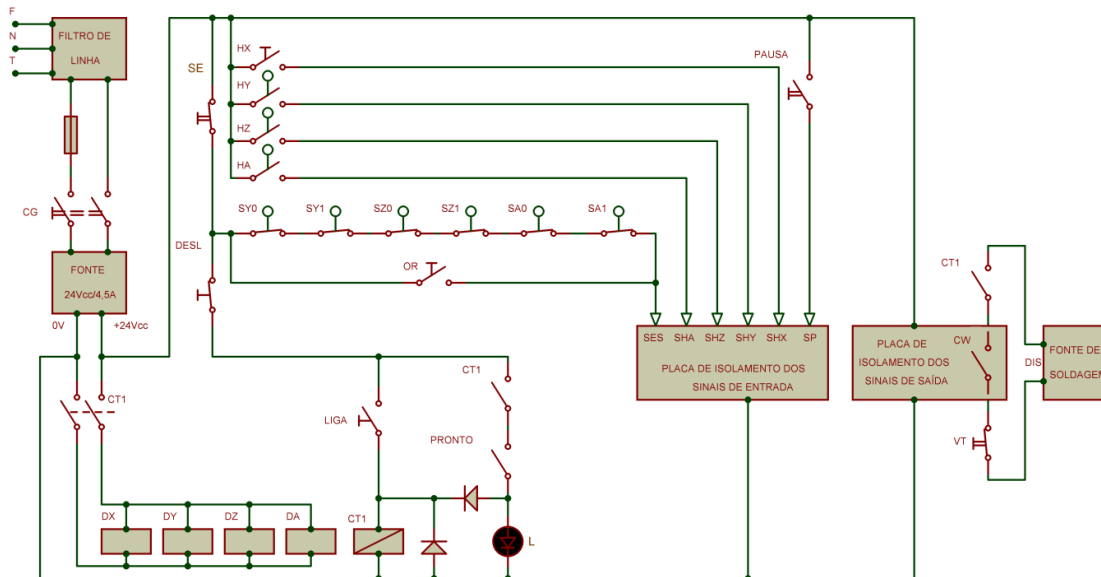 F
N
T
FILTRO DE
LINHA
CG
FONTE
24Vcc/4,5A
0V
+24Vcc
CT1
DX
DY
DZ
DA
SE
HX
HY
HZ
HA
SY0
SY1
SZ0
SZ1
SA0
SA1
DESL
OR
LIGA
CT1
PRONTO
CT1
L
PAUSA
SES
SHA
SHZ
SHY
SHX
SP
PLACA DE ISOLAMENTO DOS
SINAIS DE ENTRADA
PLACA DE
ISOLAMENTO DOS
SINAIS DE SAÍDA
CT1
CW
VT
DIS
FONTE DE
SOLDAGEM